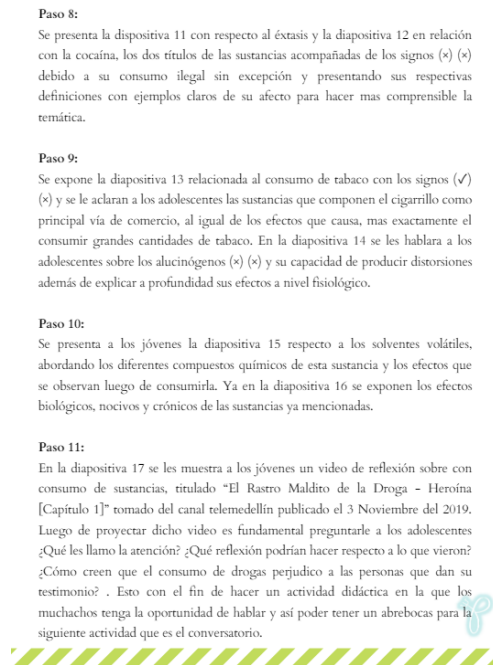 Paso 8:
Se presenta la dispositiva 11 con respecto al éxtasis y la diapositiva 12 en relación
con la cocaína, los dos títulos de las sustancias acompañadas de los signos (×) (×)
debido a su consumo ilegal sin excepción y presentando sus respectivas
definiciones con ejemplos claros de su afecto para hacer mas comprensible la
temática.
Paso 9:
Se expone la diapositiva 13 relacionada al consumo de tabaco con los signos (✓)
(×) y se le aclaran a los adolescentes las sustancias que componen el cigarrillo como
principal vía de comercio, al igual de los efectos que causa, mas exactamente el
consumir grandes cantidades de tabaco. En la diapositiva 14 se les hablara a los
adolescentes sobre los alucinógenos (×) (×) y su capacidad de producir distorsiones
además de explicar a profundidad sus efectos a nivel fisiológico.
Paso 10:
Se presenta a los jóvenes la diapositiva 15 respecto a los solventes volátiles,
abordando los diferentes compuestos químicos de esta sustancia y los efectos que
se observan luego de consumirla. Ya en la diapositiva 16 se exponen los efectos
biológicos, nocivos y crónicos de las sustancias ya mencionadas.
Paso 11:
En la diapositiva 17 se les muestra a los jóvenes un video de reflexión sobre con
consumo de sustancias, titulado “El Rastro Maldito de la Droga - Heroína
[Capítulo 1]” tomado del canal telemedellín publicado el 3 Noviembre del 2019.
Luego de proyectar dicho video es fundamental preguntarle a los adolescentes
¿Qué les llamo la atención? ¿Qué reflexión podrían hacer respecto a lo que vieron?
¿Cómo creen que el consumo de drogas perjudico a las personas que dan su
testimonio? . Esto con el fin de hacer un actividad didáctica en la que los
muchachos tenga la oportunidad de hablar y así poder tener un abrebocas para la
siguiente actividad que es el conversatorio.